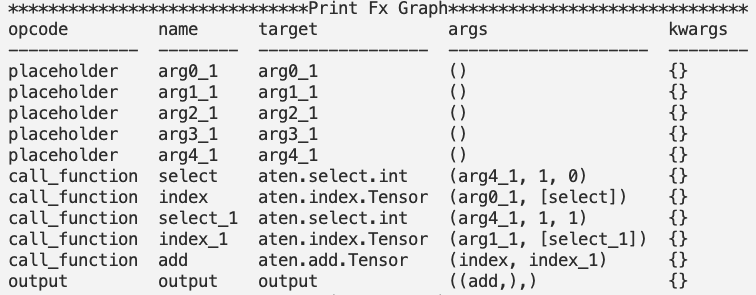 ******************************Print Fx Graph******************************
opcode         name      target             args                   kwargs
-------------  --------  -----------------  ---------------------  --------
placeholder    arg0_1    arg0_1             ()                     {}
placeholder    arg1_1    arg1_1             ()                     {}
placeholder    arg2_1    arg2_1             ()                     {}
placeholder    arg3_1    arg3_1             ()                     {}
placeholder    arg4_1    arg4_1             ()                     {}
call_function  select    aten.select.int    (arg4_1, 1, 0)         {}
call_function  index     aten.index.Tensor  (arg0_1, [select])     {}
call_function  select_1  aten.select.int    (arg4_1, 1, 1)         {}
call_function  index_1   aten.index.Tensor  (arg1_1, [select_1])   {}
call_function  add       aten.add.Tensor    (index, index_1)       {}
output         output    output             ((add,),)              {}